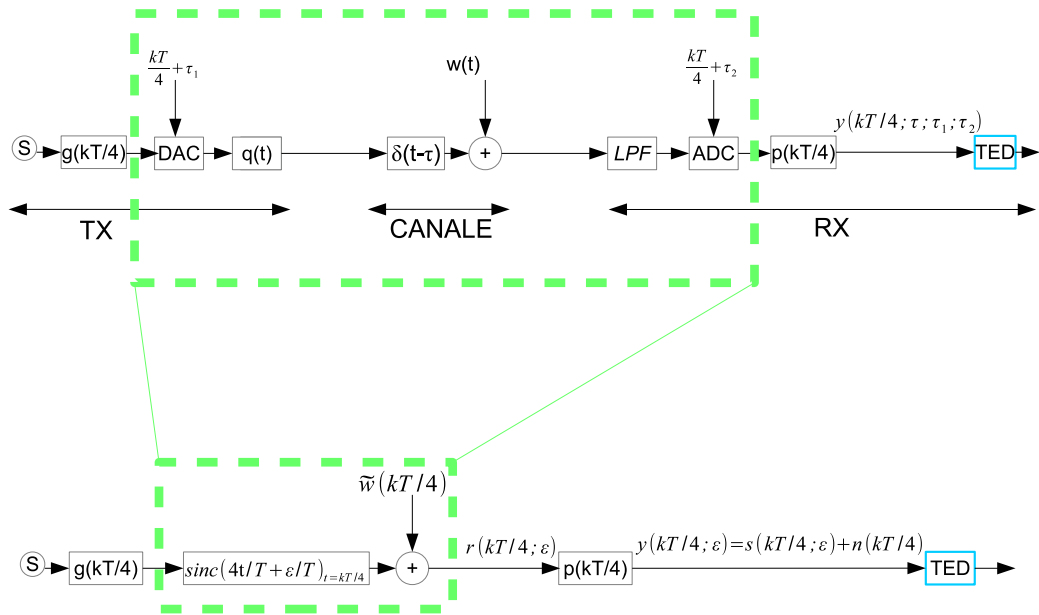 kT/4 + τ₁
w(t)
kT/4 + τ₂
y(kT/4; τ; τ₁; τ₂)
S
g(kT/4)
DAC
q(t)
δ(t-τ)
+
LPF
ADC
p(kT/4)
TED
TX
CANALE
RX
w̃(kT/4)
S
g(kT/4)
sinc(4t/T+ε/T)t=kT/4
+
r(kT/4; ε)
p(kT/4)
y(kT/4; ε)=s(kT/4; ε)+n(kT/4)
TED